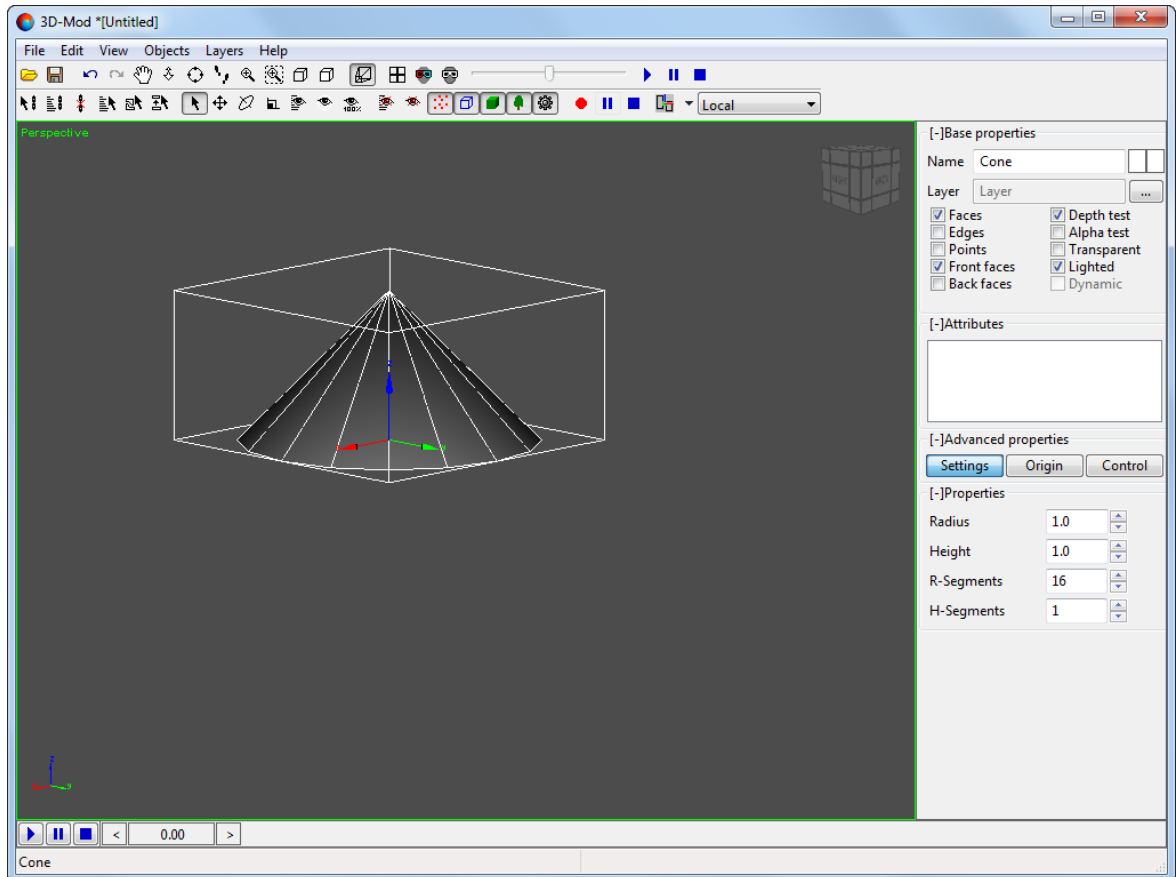 3D-Mod *[Untitled]
File Edit View Objects Layers Help
100%
Local
Perspective
[-]Base properties
Name Cone
Layer Layer ...
Faces Depth test
Edges Alpha test
Points Transparent
Front faces Lighted
Back faces Dynamic
[-]Attributes
[-]Advanced properties
Settings Origin Control
[-]Properties
Radius 1.0
Height 1.0
R-Segments 16
H-Segments 1
z
< 0.00 >
Cone